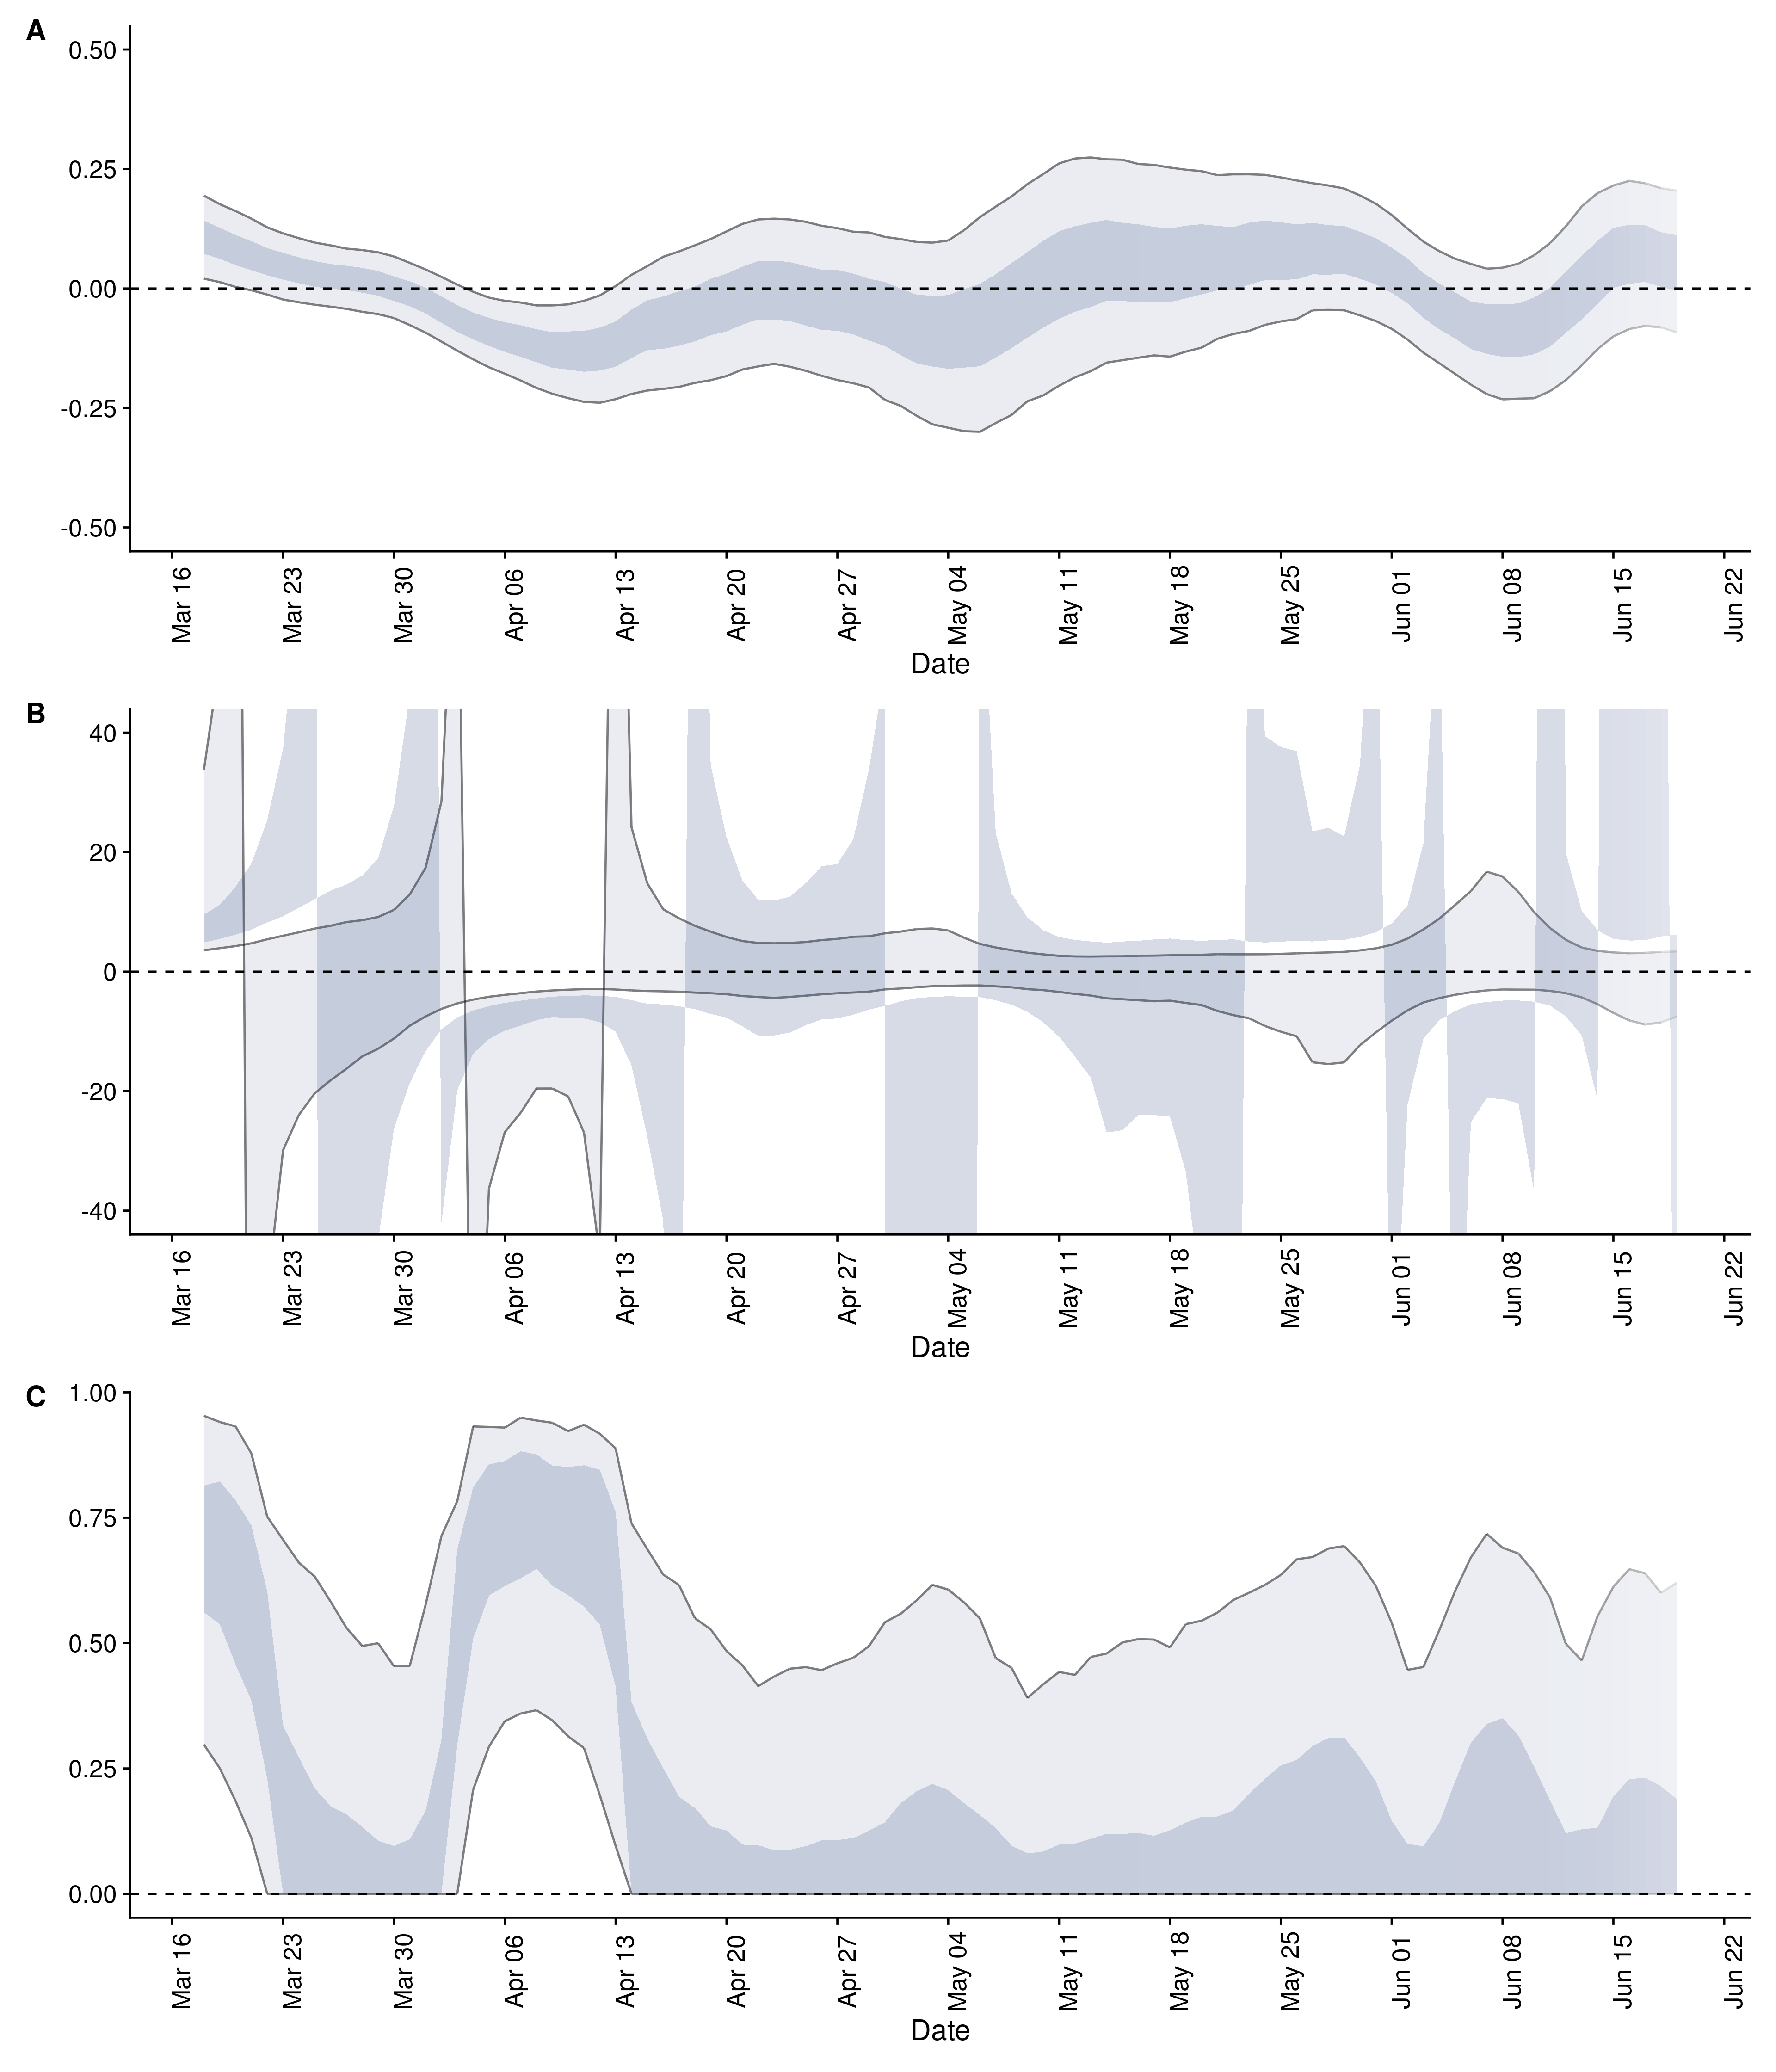 A
0.50
0.25
0.00
-0.25
-0.50
Mar 16
Mar 23
Mar 30
Apr 06
Apr 13
Apr 20
Apr 27
May 04
May 11
May 18
May 25
Jun 01
Jun 08
Jun 15
Jun 22
Date
B
40
20
0
-20
-40
Mar 16
Mar 23
Mar 30
Apr 06
Apr 13
Apr 20
Apr 27
May 04
May 11
May 18
May 25
Jun 01
Jun 08
Jun 15
Jun 22
Date
C
1.00
0.75
0.50
0.25
0.00
Mar 16
Mar 23
Mar 30
Apr 06
Apr 13
Apr 20
Apr 27
May 04
May 11
May 18
May 25
Jun 01
Jun 08
Jun 15
Jun 22
Date